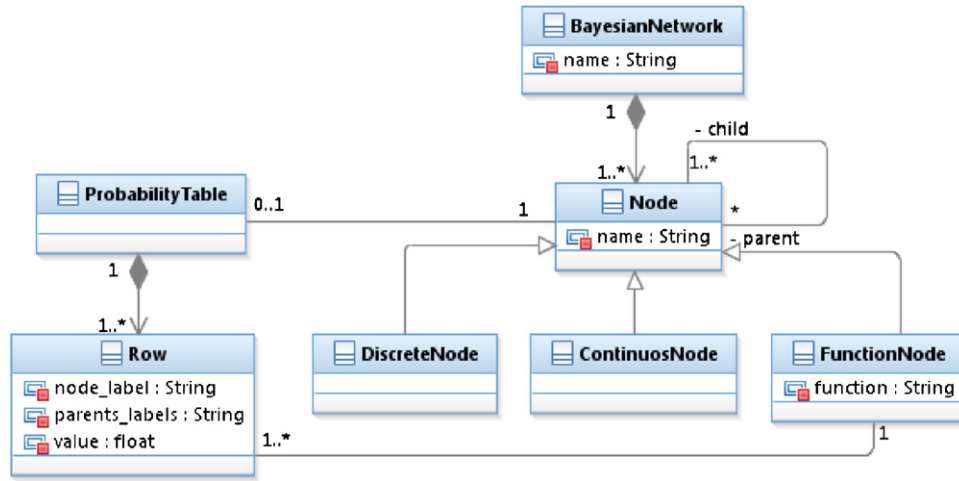 BayesianNetwork
name : String
1
- child
1..*
1..*
ProbabilityTable
0..1
1
Node
*
name : String
- parent
1
1..*
Row
DiscreteNode
ContinuosNode
FunctionNode
node_label : String
function : String
parents_labels : String
value : float
1..*
1